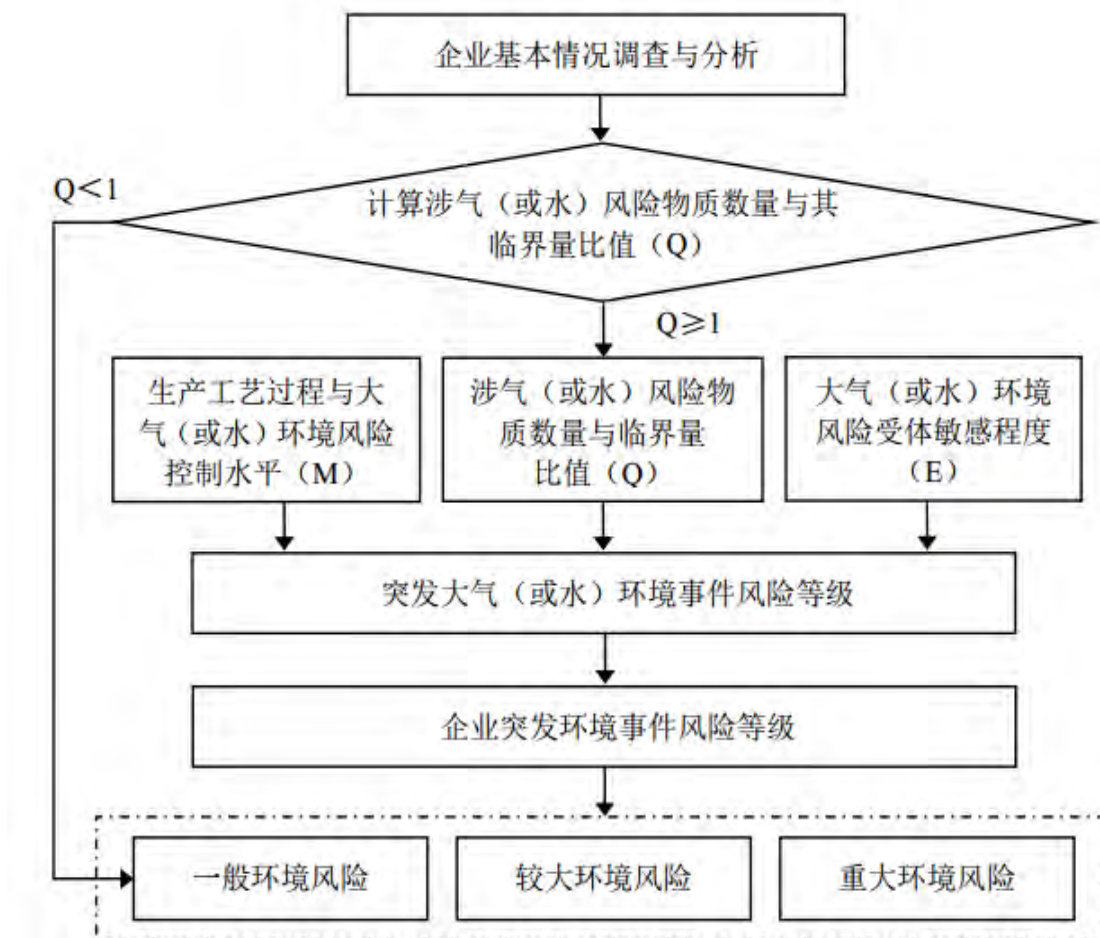 企业基本情况调查与分析
Q＜1
计算涉气（或水）风险物质数量与其
临界量比值（Q）
Q≥1
生产工艺过程与大
气（或水）环境风险
控制水平（M）
涉气（或水）风险物
质数量与临界量
比值（Q）
大气（或水）环境
风险受体敏感程度
（E）
突发大气（或水）环境事件风险等级
企业突发环境事件风险等级
一般环境风险
较大环境风险
重大环境风险